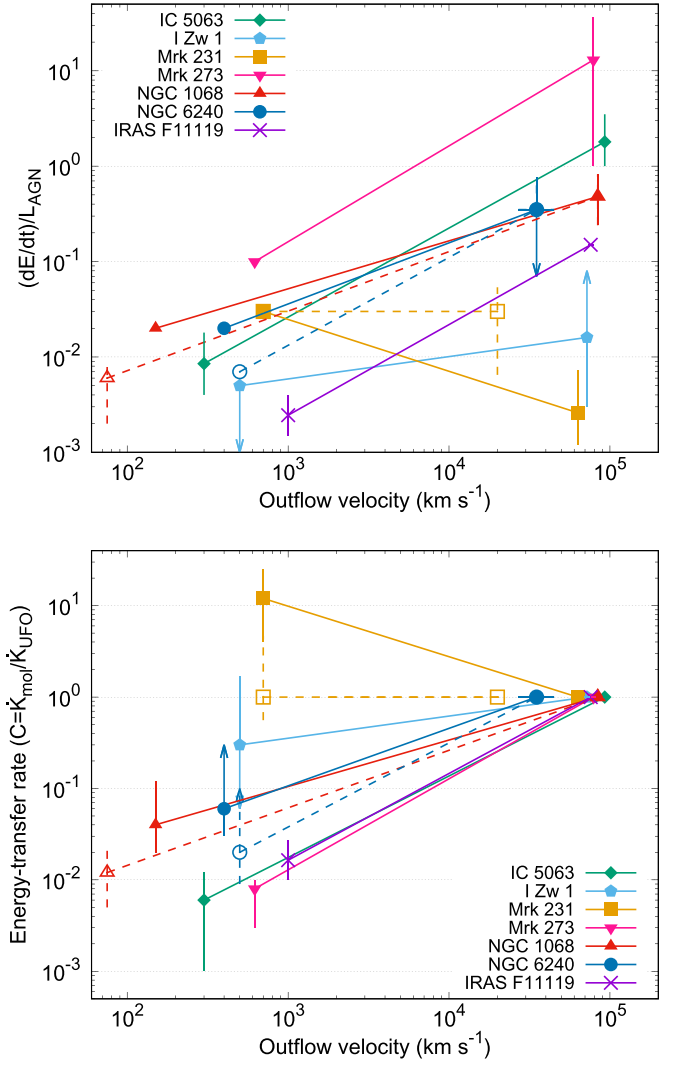 IC 5063
I Zw 1
Mrk 231
Mrk 273
NGC 1068
NGC 6240
IRAS F11119
10¹
10⁰
10⁻¹
10⁻²
10⁻³
(dE/dt)/L_AGN
10² 10³ 10⁴ 10⁵
Outflow velocity (km s⁻¹)
10¹
10⁰
10⁻¹
10⁻²
10⁻³
Energy-transfer rate (C=K̇_mol/K̇_UFO)
IC 5063
I Zw 1
Mrk 231
Mrk 273
NGC 1068
NGC 6240
IRAS F11119
10² 10³ 10⁴ 10⁵
Outflow velocity (km s⁻¹)